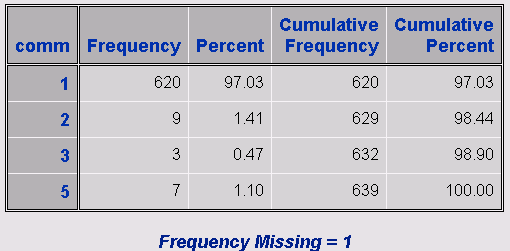 Cumulative Cumulative
comm Frequency Percent Frequency Percent
1 620 97.03 620 97.03
2 9 1.41 629 98.44
3 3 0.47 632 98.90
5 7 1.10 639 100.00
Frequency Missing = 1